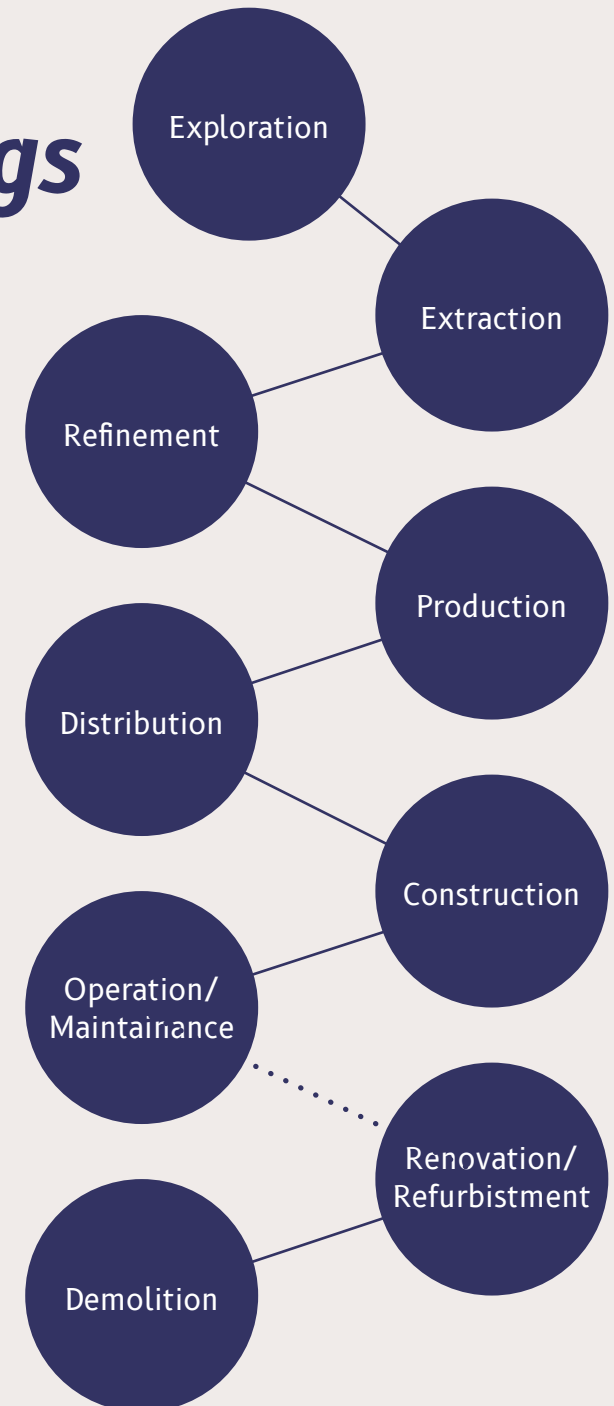 gs
Exploration
Extraction
Refinement
Production
Distribution
Construction
Operation/
Maintainance
Renovation/
Refurbistment
Demolition